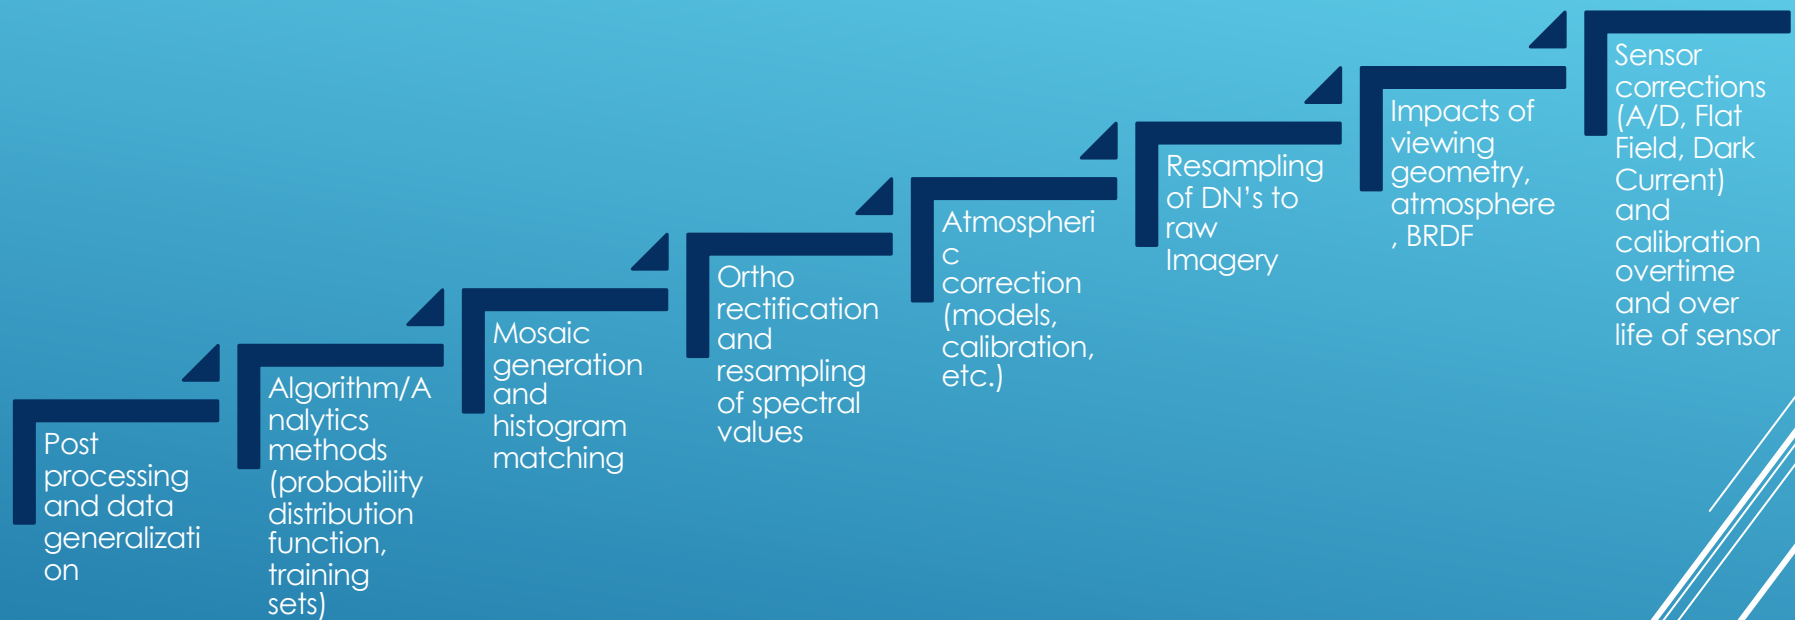 Post
processing
and data
generalizati
on
Algorithm/A
nalytics
methods
(probability
distribution
function,
training
sets)
Mosaic
generation
and
histogram
matching
Ortho
rectification
and
resampling
of spectral
values
Atmospheri
c
correction
(models,
calibration,
etc.)
Resampling
of DN’s to
raw
Imagery
Impacts of
viewing
geometry,
atmosphere
, BRDF
Sensor
corrections
(A/D, Flat
Field, Dark
Current)
and
calibration
overtime
and over
life of sensor